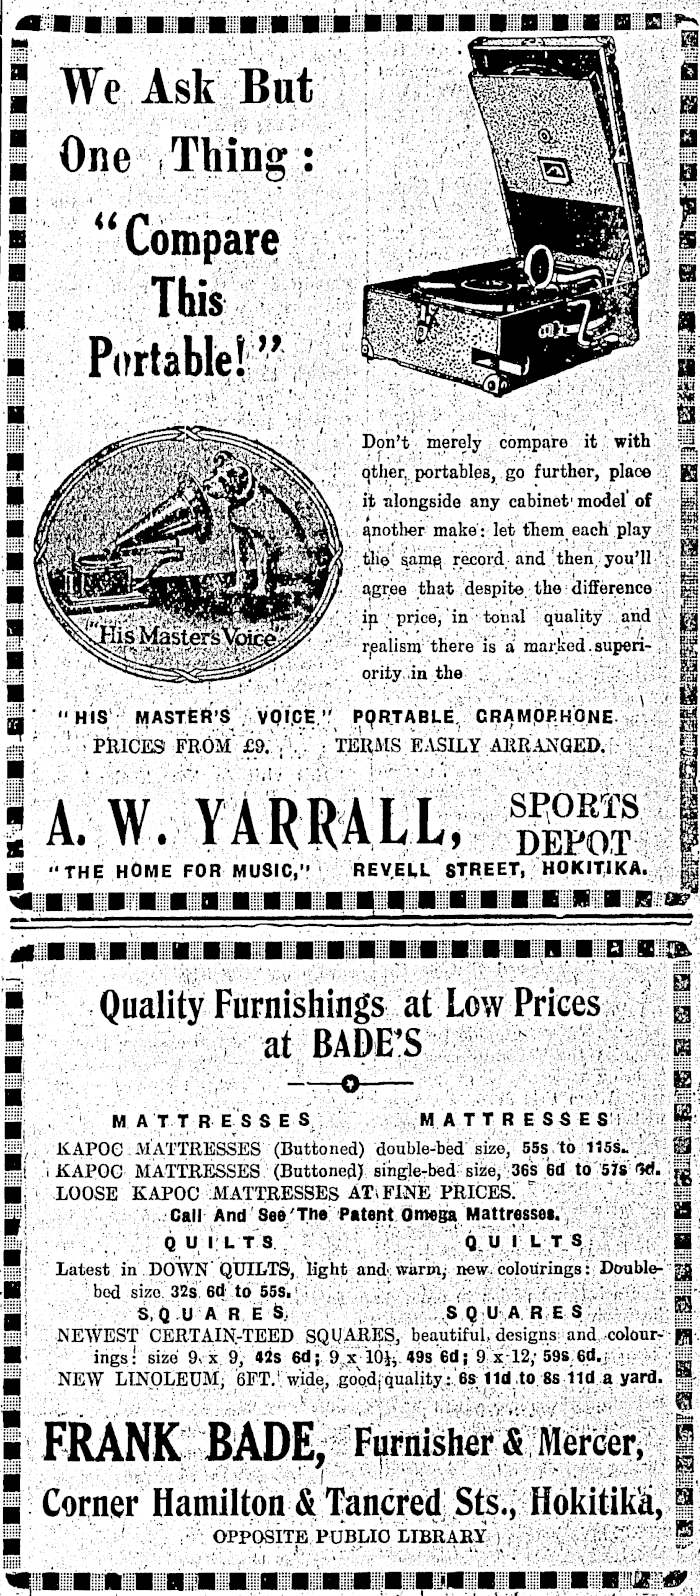 We Ask But
One Thing :
"Compare
This
Portable!"
"His Master's Voice"
Don't merely compare it with
other portables, go further, place
it alongside any cabinet model of
another make: let them each play
the same record and then you'll
agree that despite the difference
in price, in tonal quality and
realism there is a marked superi-
ority in the
"HIS MASTER'S VOICE" PORTABLE GRAMOPHONE
PRICES FROM £9. TERMS EASILY ARRANGED.
A. W. YARRALL, SPORTS
DEPOT
"THE HOME FOR MUSIC," REVELL STREET, HOKITIKA.
Quality Furnishings at Low Prices
at BADE'S
MATTRESSES MATTRESSES
KAPOC MATTRESSES (Buttoned) double-bed size, 55s to 115s.
KAPOC MATTRESSES (Buttoned) single-bed size, 36s 6d to 57s 6d.
LOOSE KAPOC MATTRESSES AT FINE PRICES.
Call And See The Patent Omega Mattresses.
QUILTS QUILTS
Latest in DOWN QUILTS, light and warm, new colourings: Double-
bed size 32s 6d to 55s.
SQUARES SQUARES
NEWEST CERTAIN-TEED SQUARES, beautiful designs and colour-
ings: size 9 x 9, 42s 6d; 9 x 10½, 49s 6d; 9 x 12, 59s 6d.
NEW LINOLEUM, 6FT. wide, good quality: 6s 11d to 8s 11d a yard.
FRANK BADE, Furnisher & Mercer,
Corner Hamilton & Tancred Sts., Hokitika,
OPPOSITE PUBLIC LIBRARY